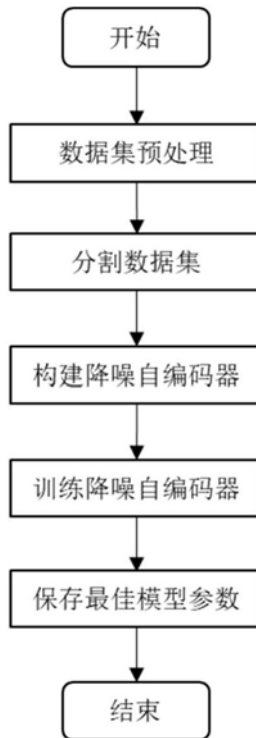 开始
数据集预处理
分割数据集
构建降噪自编码器
训练降噪自编码器
保存最佳模型参数
结束